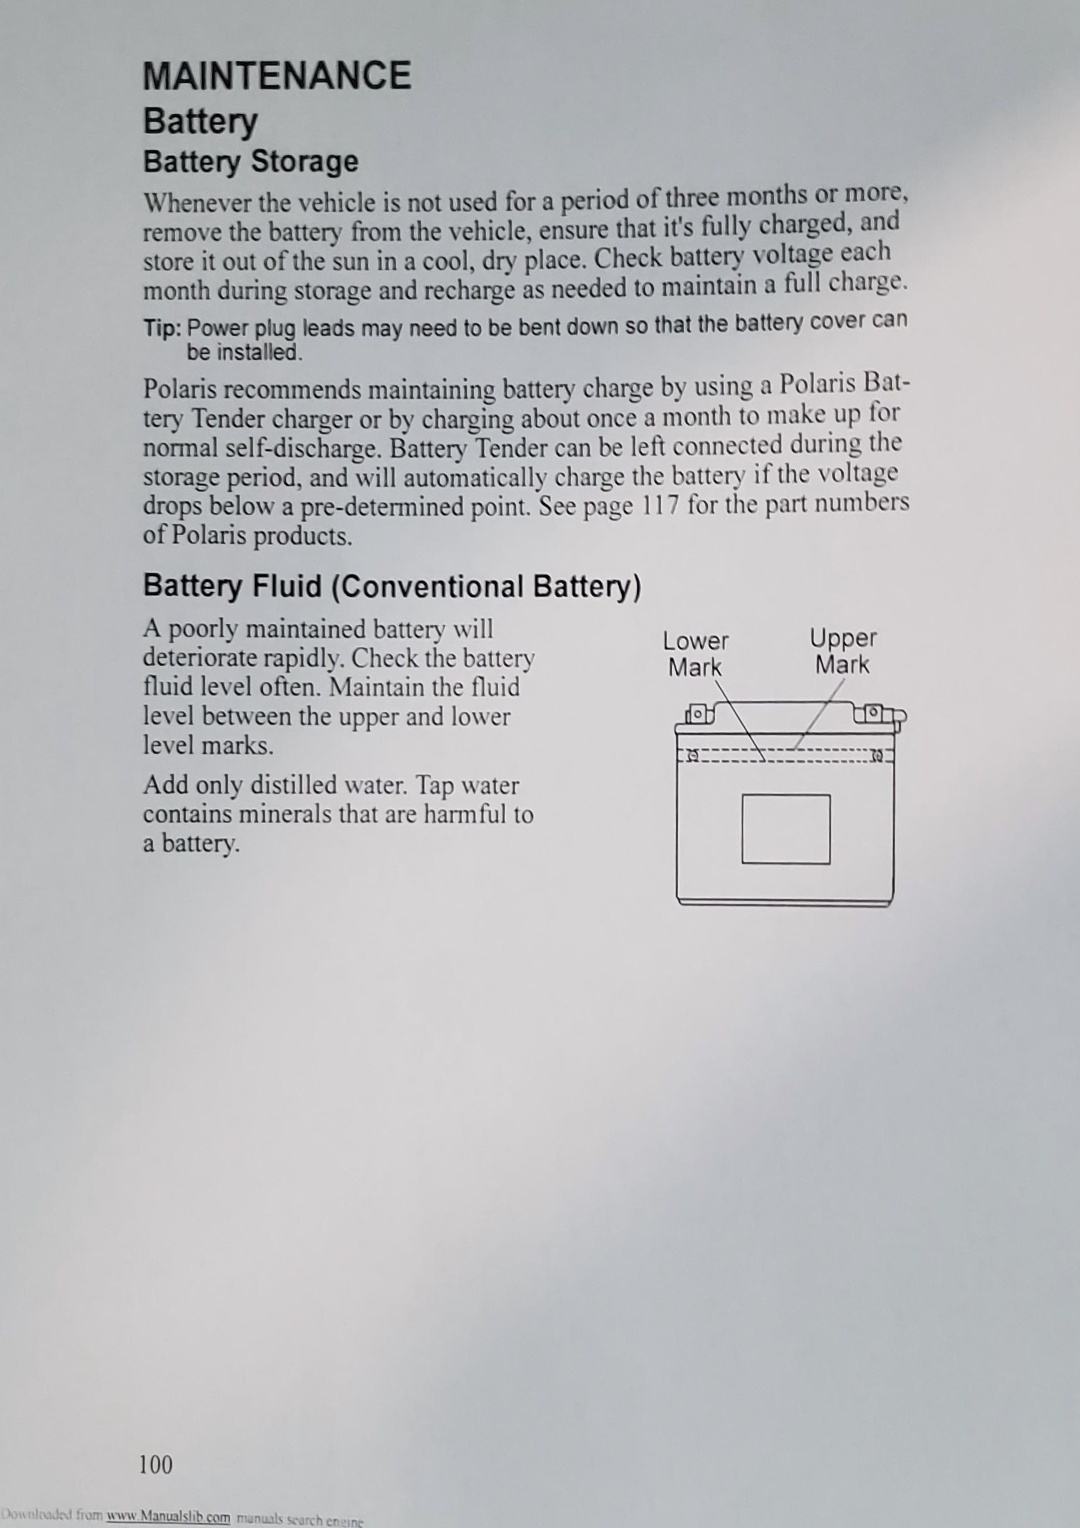 MAINTENANCE
Battery
Battery Storage
Whenever the vehicle is not used for a period of three months or more,
remove the battery from the vehicle, ensure that it's fully charged, and
store it out of the sun in a cool, dry place. Check battery voltage each
month during storage and recharge as needed to maintain a full charge.
Tip: Power plug leads may need to be bent down so that the battery cover can
be installed.
Polaris recommends maintaining battery charge by using a Polaris Bat-
tery Tender charger or by charging about once a month to make up for
normal self-discharge. Battery Tender can be left connected during the
storage period, and will automatically charge the battery if the voltage
drops below a pre-determined point. See page 117 for the part numbers
of Polaris products.
Battery Fluid (Conventional Battery)
A poorly maintained battery will
deteriorate rapidly. Check the battery
fluid level often. Maintain the fluid
level between the upper and lower
level marks.
Add only distilled water. Tap water
contains minerals that are harmful to
a battery.
Lower
Mark
Upper
Mark
100
Downloaded from www.Manualslib.com manuals search engine